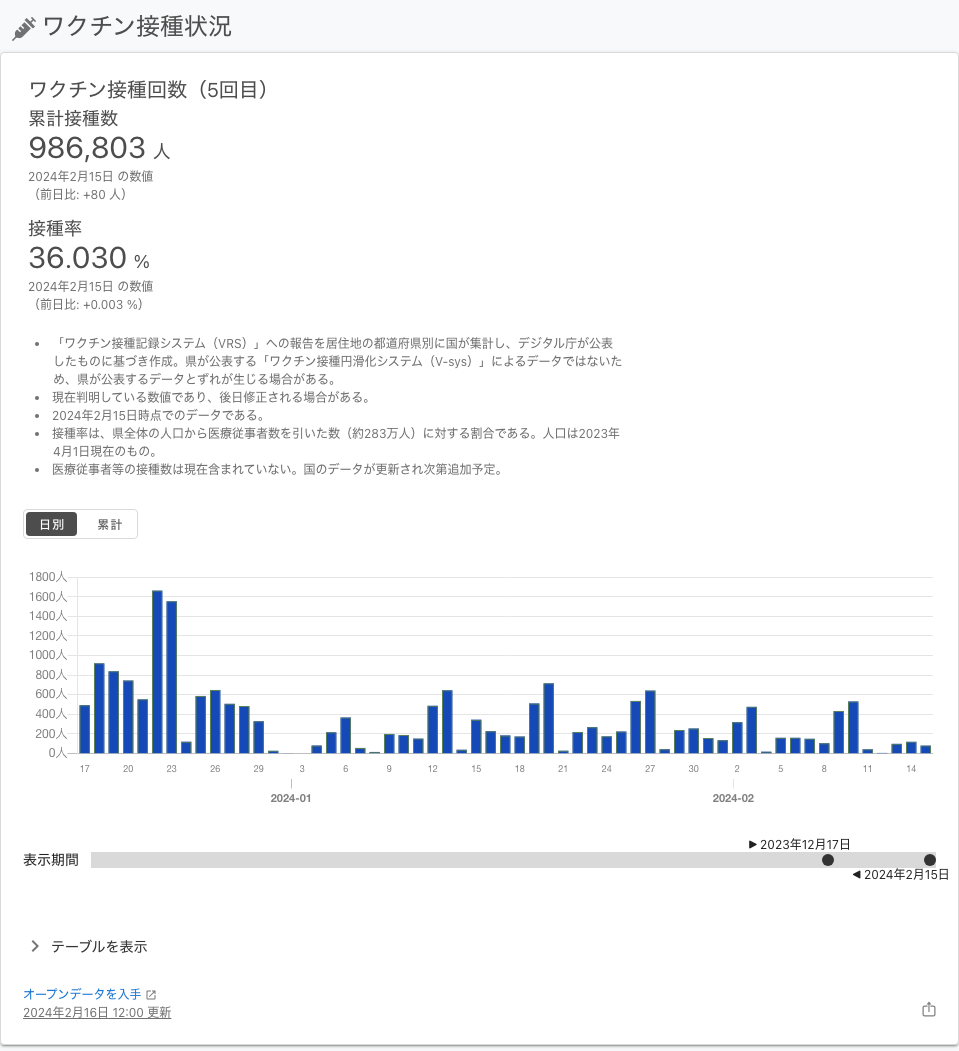 ワクチン接種状況
ワクチン接種回数（5回目）
累計接種数
986,803 人
2024年2月15日 の数値
（前日比: +80 人）
接種率
36.030 %
2024年2月15日 の数値
（前日比: +0.003 %）
• 「ワクチン接種記録システム（VRS）」への報告を居住地の都道府県別に国が集計し、デジタル庁が公表
したものに基づき作成。県が公表する「ワクチン接種円滑化システム（V-sys）」によるデータではないた
め、県が公表するデータとずれが生じる場合がある。
• 現在判明している数値であり、後日修正される場合がある。
• 2024年2月15日時点でのデータである。
• 接種率は、県全体の人口から医療従事者数を引いた数（約283万人）に対する割合である。人口は2023年
4月1日現在のもの。
• 医療従事者等の接種数は現在含まれていない。国のデータが更新され次第追加予定。
日別 累計
1800人
1600人
1400人
1200人
1000人
800人
600人
400人
200人
0人
17 20 23 26 29 3 6 9 12 15 18 21 24 27 30 2 5 8 11 14
2024-01 2024-02
2023年12月17日
表示期間
2024年2月15日
テーブルを表示
オープンデータを入手
2024年2月16日 12:00 更新